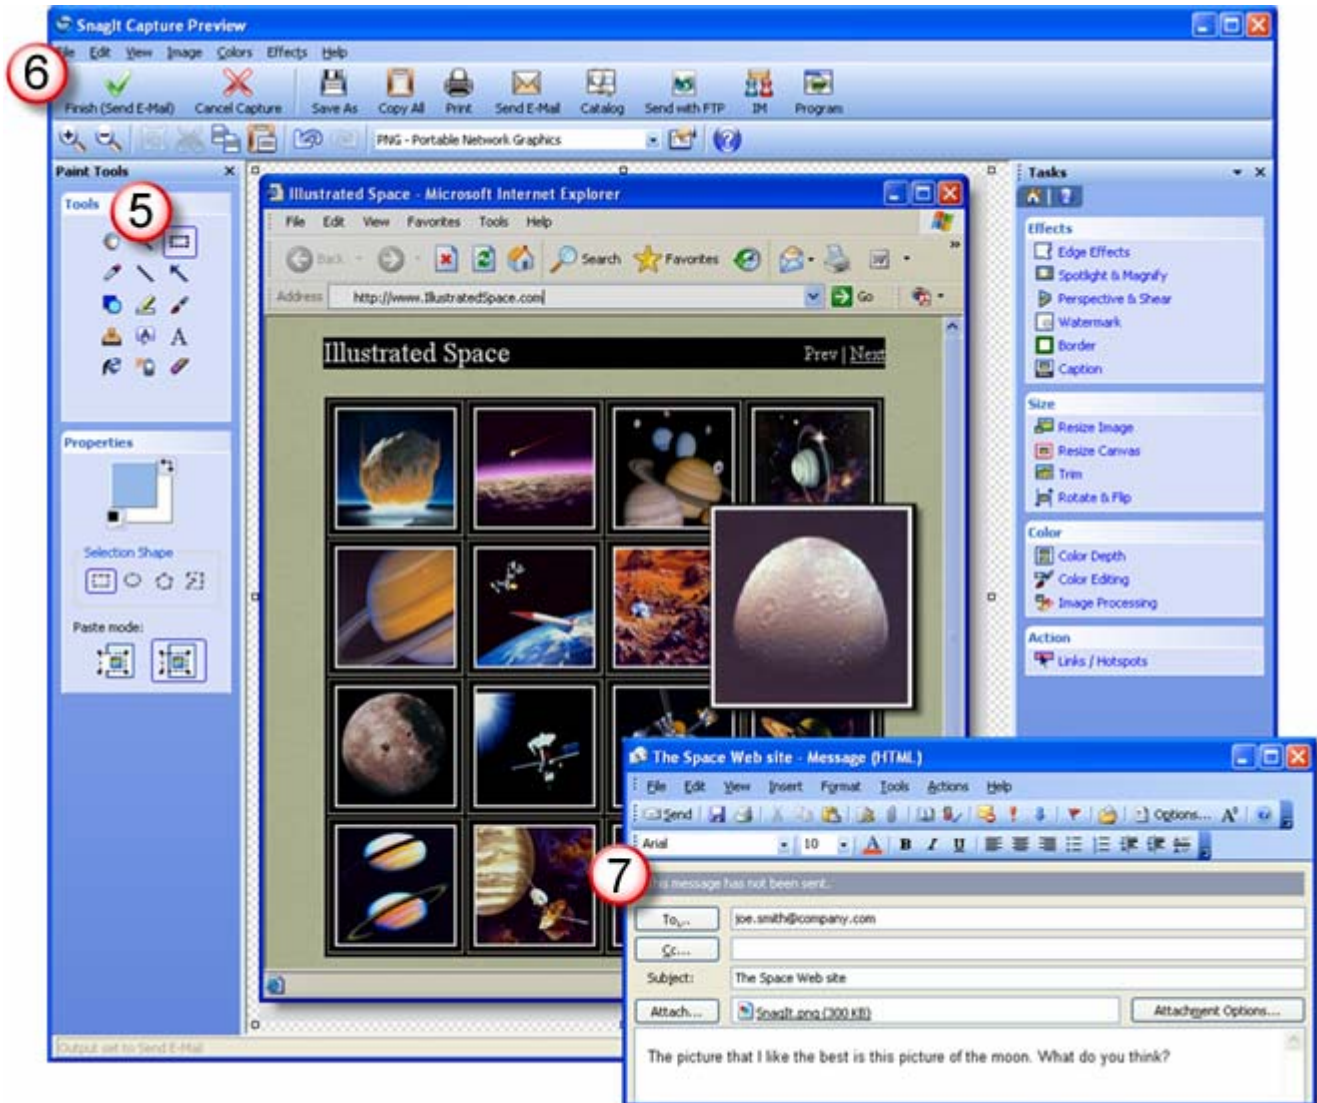 SnagIt Capture Preview
File Edit View Image Colors Effects Help
6
Finish (Send E-Mail) Cancel Capture Save As Copy All Print Send E-Mail Catalog Send with FTP IM Program
PNG - Portable Network Graphics
Paint Tools
Tools
5
Properties
Selection Shape
Paste mode:
Illustrated Space - Microsoft Internet Explorer
File Edit View Favorites Tools Help
Back Search Favorites
Address http://www.IllustratedSpace.com Go
Illustrated Space Prev | Next
Tasks
Effects
Edge Effects
Spotlight & Magnify
Perspective & Shear
Watermark
Border
Caption
Size
Resize Image
Resize Canvas
Trim
Rotate & Flip
Color
Color Depth
Color Editing
Image Processing
Action
Links / Hotspots
The Space Web site - Message (HTML)
File Edit View Insert Format Tools Actions Help
Send Options...
Arial 10 A B I U
7
This message has not been sent.
To... joe.smith@company.com
Cc...
Subject: The Space Web site
Attach... SnagIt.png (300 KB) Attachment Options...
The picture that I like the best is this picture of the moon. What do you think?
Output set to Send E-Mail